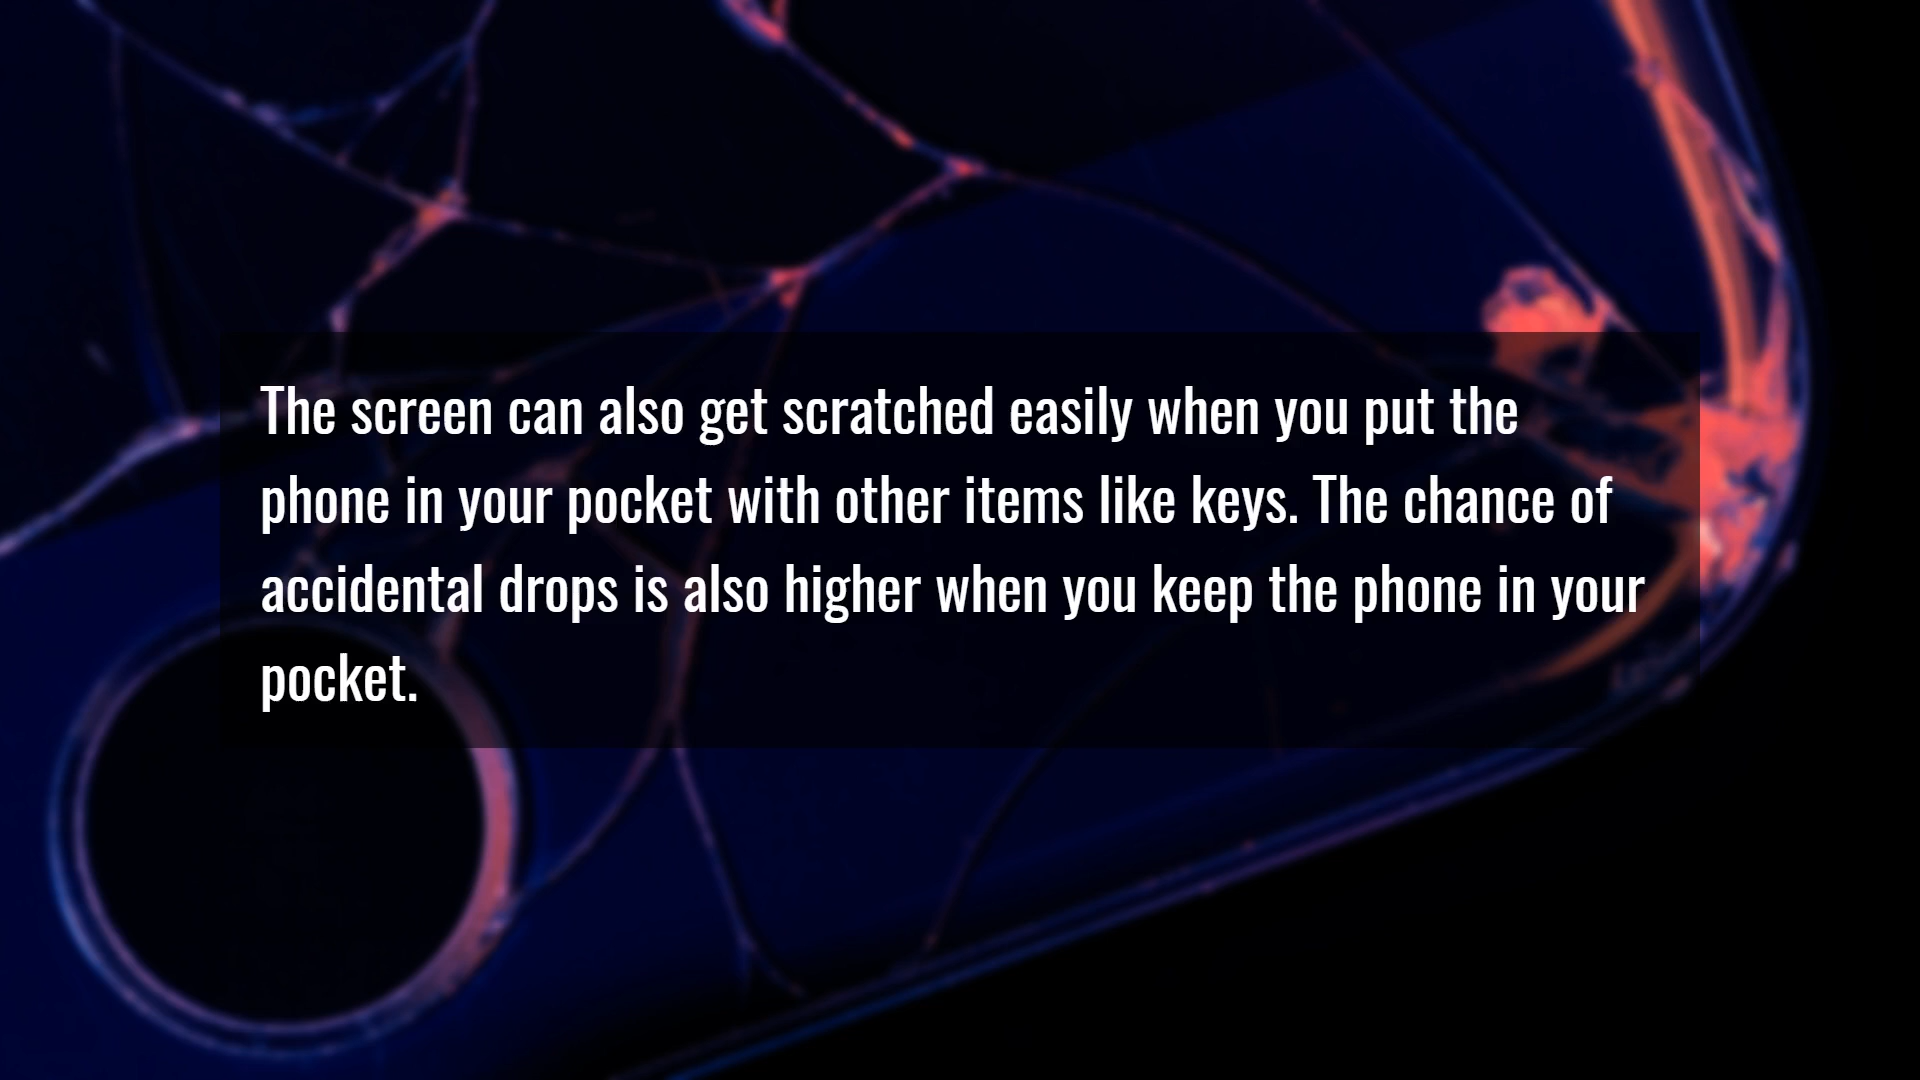 The screen can also get scratched easily when you put the
phone in your pocket with other items like keys. The chance of
accidental drops is also higher when you keep the phone in your
pocket.